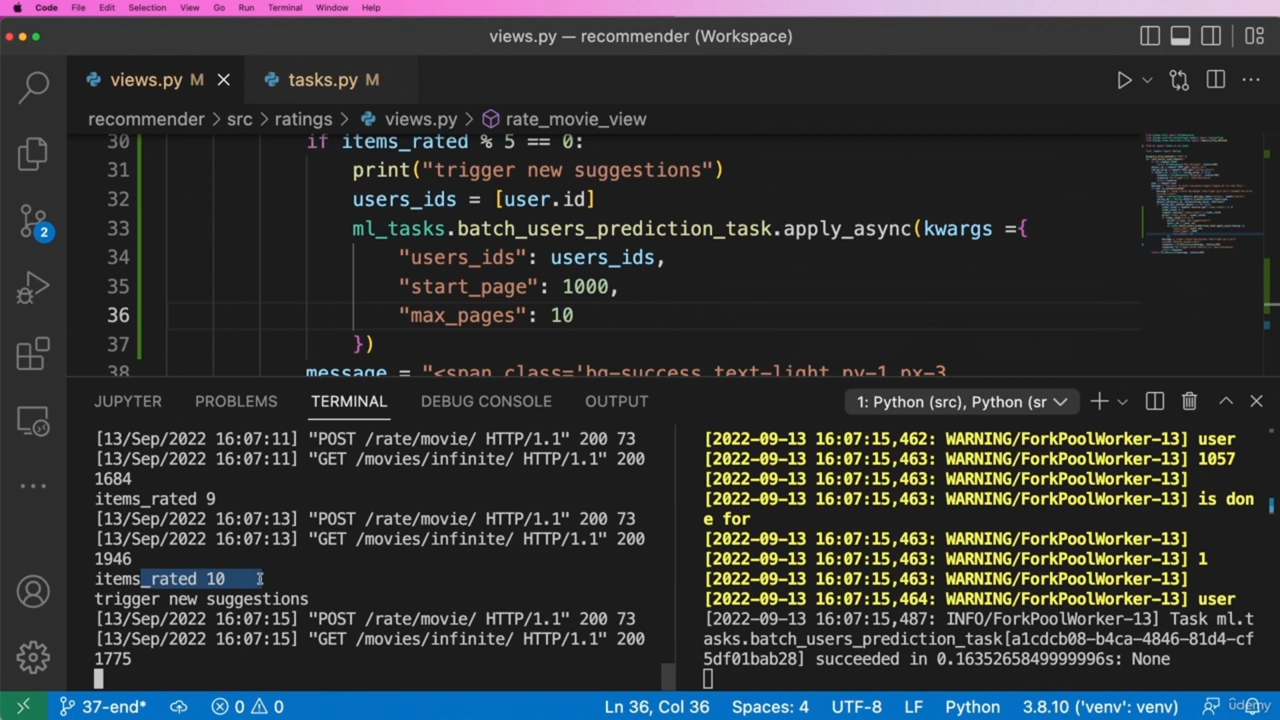 Code File Edit Selection View Go Run Terminal Window Help
views.py — recommender (Workspace)
views.py M tasks.py M
recommender > src > ratings > views.py > rate_movie_view
30 if items_rated % 5 == 0:
31 print("trigger new suggestions")
32 users_ids = [user.id]
33 ml_tasks.batch_users_prediction_task.apply_async(kwargs ={
34 "users_ids": users_ids,
35 "start_page": 1000,
36 "max_pages": 10
37 })
38 message = "<span class='bg-success text-light py-1 px-3
JUPYTER PROBLEMS TERMINAL DEBUG CONSOLE OUTPUT 1: Python (src), Python (sr
[13/Sep/2022 16:07:11] "POST /rate/movie/ HTTP/1.1" 200 73
[13/Sep/2022 16:07:11] "GET /movies/infinite/ HTTP/1.1" 200
1684
items_rated 9
[13/Sep/2022 16:07:13] "POST /rate/movie/ HTTP/1.1" 200 73
[13/Sep/2022 16:07:13] "GET /movies/infinite/ HTTP/1.1" 200
1946
items_rated 10
trigger new suggestions
[13/Sep/2022 16:07:15] "POST /rate/movie/ HTTP/1.1" 200 73
[13/Sep/2022 16:07:15] "GET /movies/infinite/ HTTP/1.1" 200
1775
[2022-09-13 16:07:15,462: WARNING/ForkPoolWorker-13] user
[2022-09-13 16:07:15,463: WARNING/ForkPoolWorker-13] 1057
[2022-09-13 16:07:15,463: WARNING/ForkPoolWorker-13]
[2022-09-13 16:07:15,463: WARNING/ForkPoolWorker-13] is don
e for
[2022-09-13 16:07:15,463: WARNING/ForkPoolWorker-13]
[2022-09-13 16:07:15,463: WARNING/ForkPoolWorker-13] 1
[2022-09-13 16:07:15,463: WARNING/ForkPoolWorker-13]
[2022-09-13 16:07:15,464: WARNING/ForkPoolWorker-13] user
[2022-09-13 16:07:15,487: INFO/ForkPoolWorker-13] Task ml.t
asks.batch_users_prediction_task[a1cdcb08-b4ca-4846-81d4-cf
5df01bab28] succeeded in 0.1635265849999996s: None
2
37-end* 0 0 Ln 36, Col 36 Spaces: 4 UTF-8 LF Python 3.8.10 ('venv': venv)
udemy